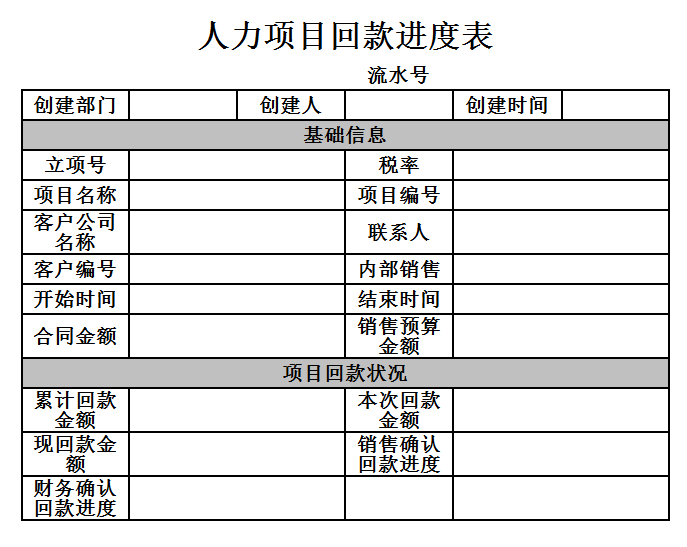 人力项目回款进度表
流水号
创建部门 创建人 创建时间
基础信息
立项号 税率
项目名称 项目编号
客户公司
名称
联系人
客户编号 内部销售
开始时间 结束时间
合同金额
销售预算
金额
项目回款状况
累计回款
金额
本次回款
金额
现回款金
额
销售确认
回款进度
财务确认
回款进度